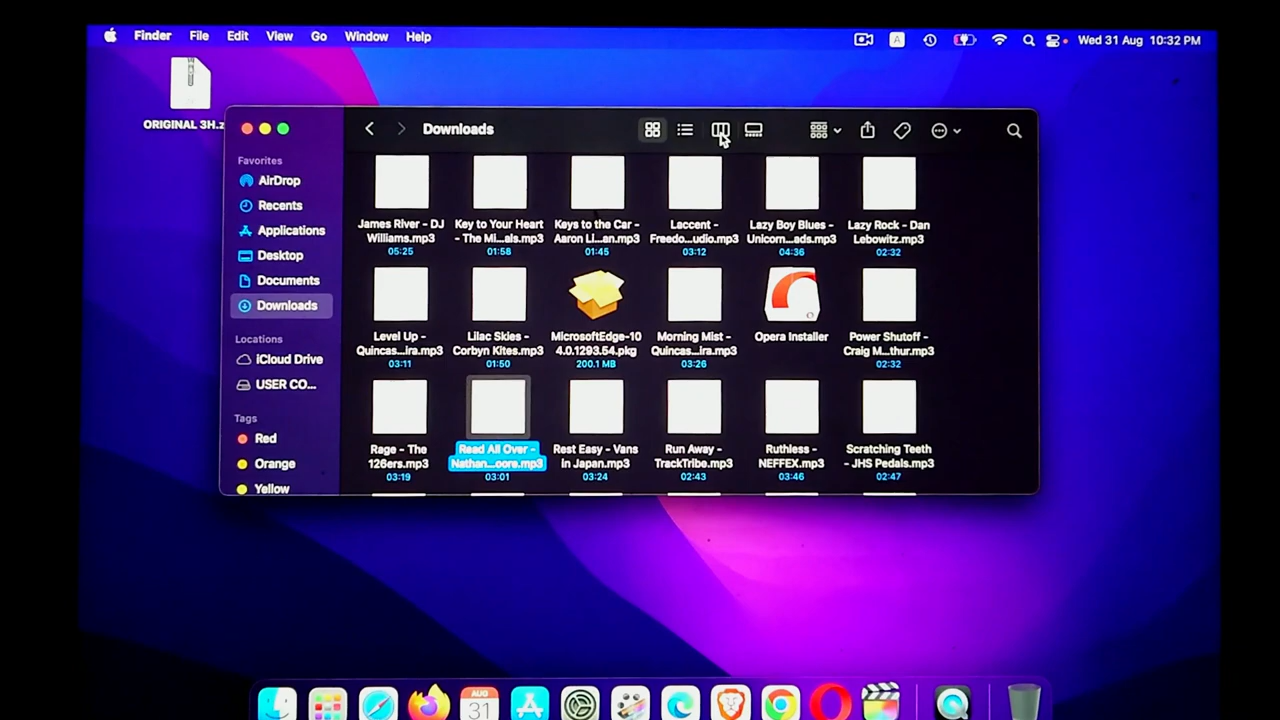 Finder File Edit View Go Window Help
A
Wed 31 Aug 10:32 PM
ORIGINAL 3H.z
Downloads
Favorites
AirDrop
Recents
Applications
Desktop
Documents
Downloads
Locations
iCloud Drive
USER CO...
Tags
Red
Orange
Yellow
James River - DJ
Williams.mp3
05:25
Key to Your Heart
- The Mi...als.mp3
01:58
Keys to the Car -
Aaron Li...an.mp3
01:45
Laccent -
Freedo...udio.mp3
03:12
Lazy Boy Blues -
Unicorn...ads.mp3
04:36
Lazy Rock - Dan
Lebowitz.mp3
02:32
Level Up -
Quincas...ira.mp3
03:11
Lilac Skies -
Corbyn Kites.mp3
01:50
MicrosoftEdge-10
4.0.1293.54.pkg
200.1 MB
Morning Mist -
Quincas...ira.mp3
03:26
Opera Installer
Power Shutoff -
Craig M...thur.mp3
02:32
Rage - The
126ers.mp3
03:19
Read All Over -
Nathan...oore.mp3
03:01
Rest Easy - Vans
in Japan.mp3
03:24
Run Away -
TrackTribe.mp3
02:43
Ruthless -
NEFFEX.mp3
03:46
Scratching Teeth
- JHS Pedals.mp3
02:47
AUG
31